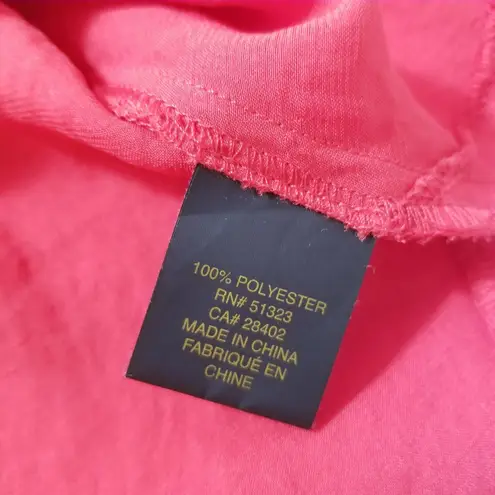 100% POLYESTER
RN# 51323
CA# 28402
MADE IN CHINA
FABRIQUÉ EN
CHINE